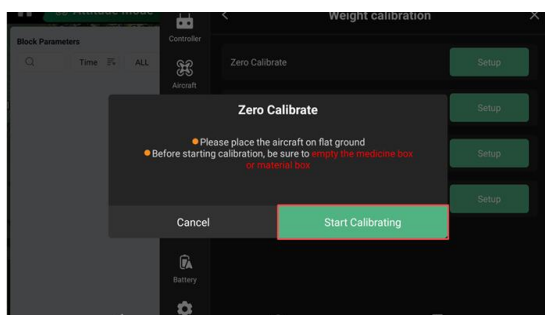 Attitude Mode
Weight calibration
Block Parameters
Controller
Time
ALL
Zero Calibrate
Setup
Aircraft
Setup
Zero Calibrate
Please place the aircraft on flat ground
Before starting calibration, be sure to empty the medicine box
or material box
Setup
Setup
Cancel
Start Calibrating
Battery